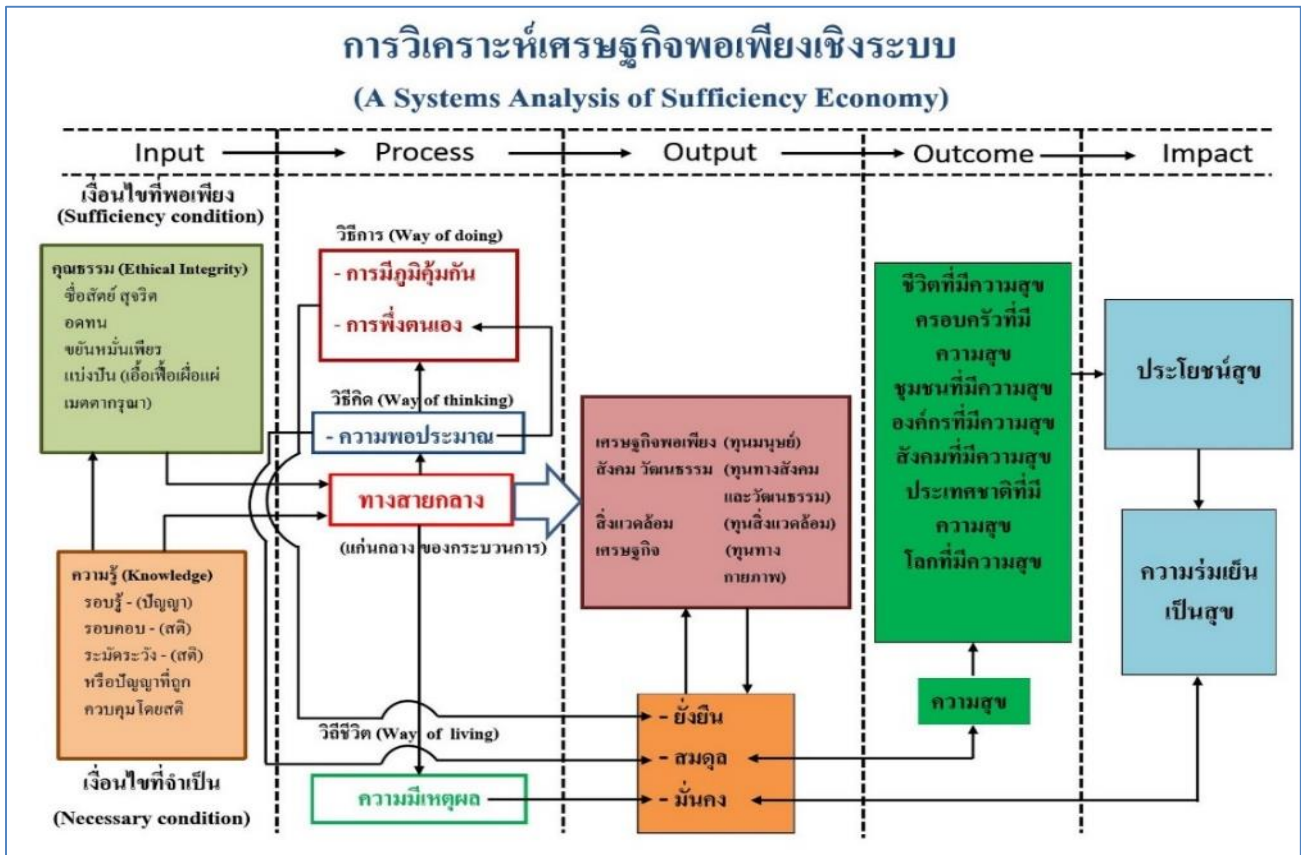 การวิเคราะห์เศรษฐกิจพอเพียงเชิงระบบ
(A Systems Analysis of Sufficiency Economy)
Input
Process
Output
Outcome
Impact
เงื่อนไขที่พอเพียง
(Sufficiency condition)
คุณธรรม (Ethical Integrity)
ซื่อสัตย์ สุจริต
อดทน
ขยันหมั่นเพียร
แบ่งปัน (เอื้อเฟื้อเผื่อแผ่
เมตตากรุณา)
ความรู้ (Knowledge)
รอบรู้ - (ปัญญา)
รอบคอบ - (สติ)
ระมัดระวัง - (สติ)
หรือปัญญาที่ถูก
ควบคุมโดยสติ
เงื่อนไขที่จำเป็น
(Necessary condition)
วิธีการ (Way of doing)
- การมีภูมิคุ้มกัน
- การพึ่งตนเอง
วิธีคิด (Way of thinking)
- ความพอประมาณ
ทางสายกลาง
(แก่นกลาง ของกระบวนการ)
วิถีชีวิต (Way of living)
ความมีเหตุผล
เศรษฐกิจพอเพียง (ทุนมนุษย์)
สังคม วัฒนธรรม (ทุนทางสังคม
และวัฒนธรรม)
สิ่งแวดล้อม (ทุนสิ่งแวดล้อม)
เศรษฐกิจ (ทุนทาง
กายภาพ)
- ยั่งยืน
- สมดุล
- มั่นคง
ชีวิตที่มีความสุข
ครอบครัวที่มี
ความสุข
ชุมชนที่มีความสุข
องค์กรที่มีความสุข
สังคมที่มีความสุข
ประเทศชาติที่มี
ความสุข
โลกที่มีความสุข
ความสุข
ประโยชน์สุข
ความร่มเย็น
เป็นสุข